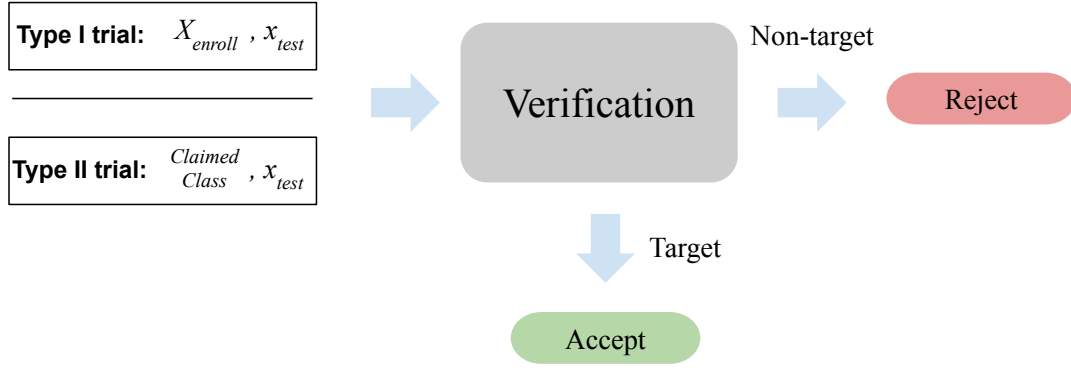 Type I trial: X_enroll , x_test
Type II trial: Claimed Class , x_test
Verification
Non-target
Reject
Target
Accept